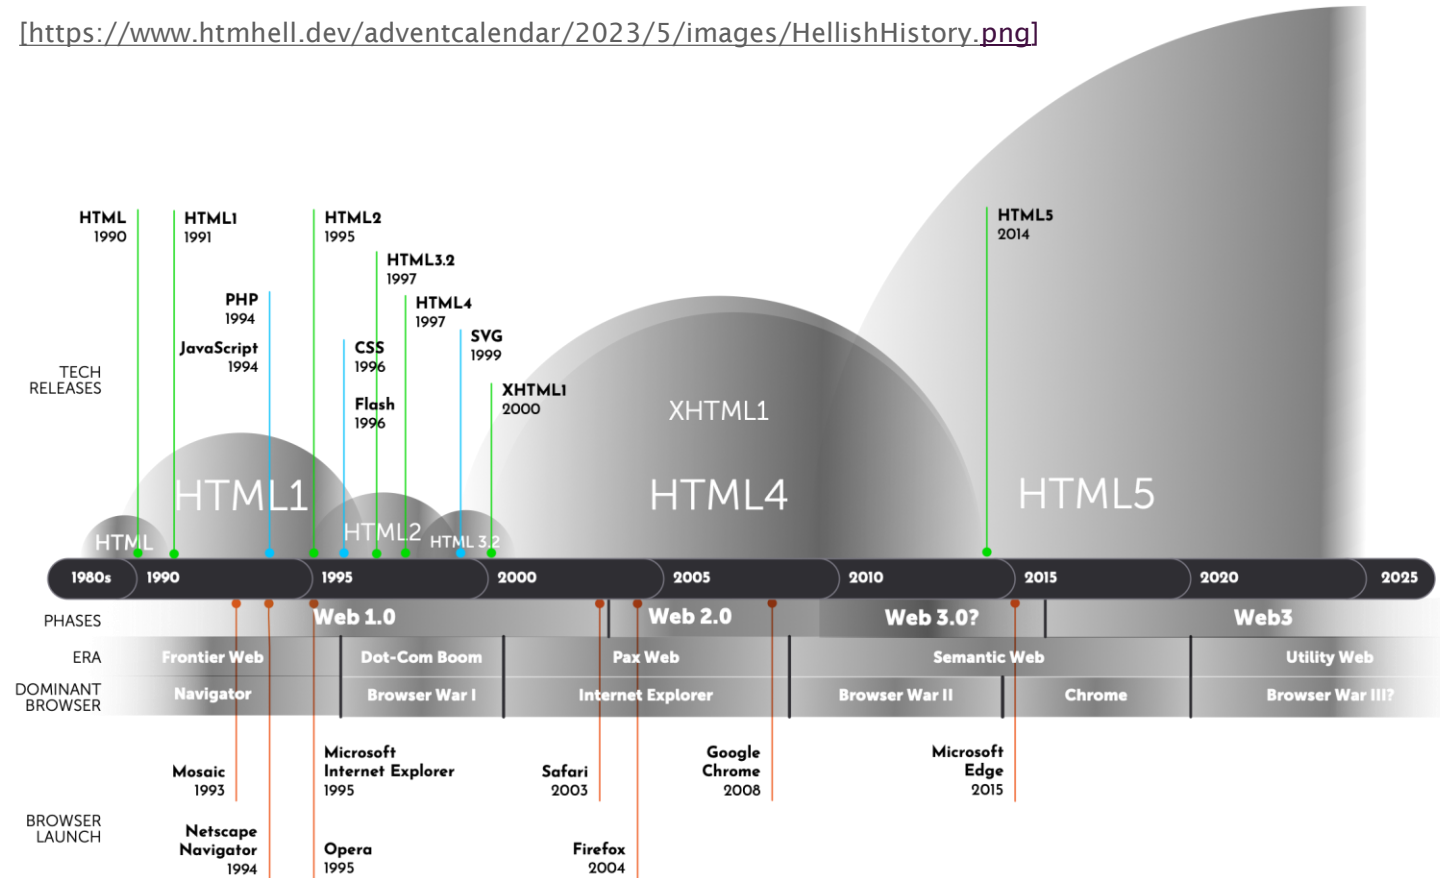 [https://www.htmhell.dev/adventcalendar/2023/5/images/HellishHistory.png]
HTML
1990
HTML1
1991
HTML2
1995
HTML5
2014
HTML3.2
1997
PHP
1994
HTML4
1997
JavaScript
1994
CSS
1996
SVG
1999
Flash
1996
XHTML1
2000
TECH
RELEASES
XHTML1
HTML
HTML1
HTML2
HTML 3.2
HTML4
HTML5
1980s 1990 1995 2000 2005 2010 2015 2020 2025
PHASES Web 1.0 Web 2.0 Web 3.0? Web3
ERA Frontier Web Dot-Com Boom Pax Web Semantic Web Utility Web
DOMINANT
BROWSER
Navigator Browser War I Internet Explorer Browser War II Chrome Browser War III?
BROWSER
LAUNCH
Mosaic
1993
Netscape
Navigator
1994
Microsoft
Internet Explorer
1995
Opera
1995
Safari
2003
Firefox
2004
Google
Chrome
2008
Microsoft
Edge
2015